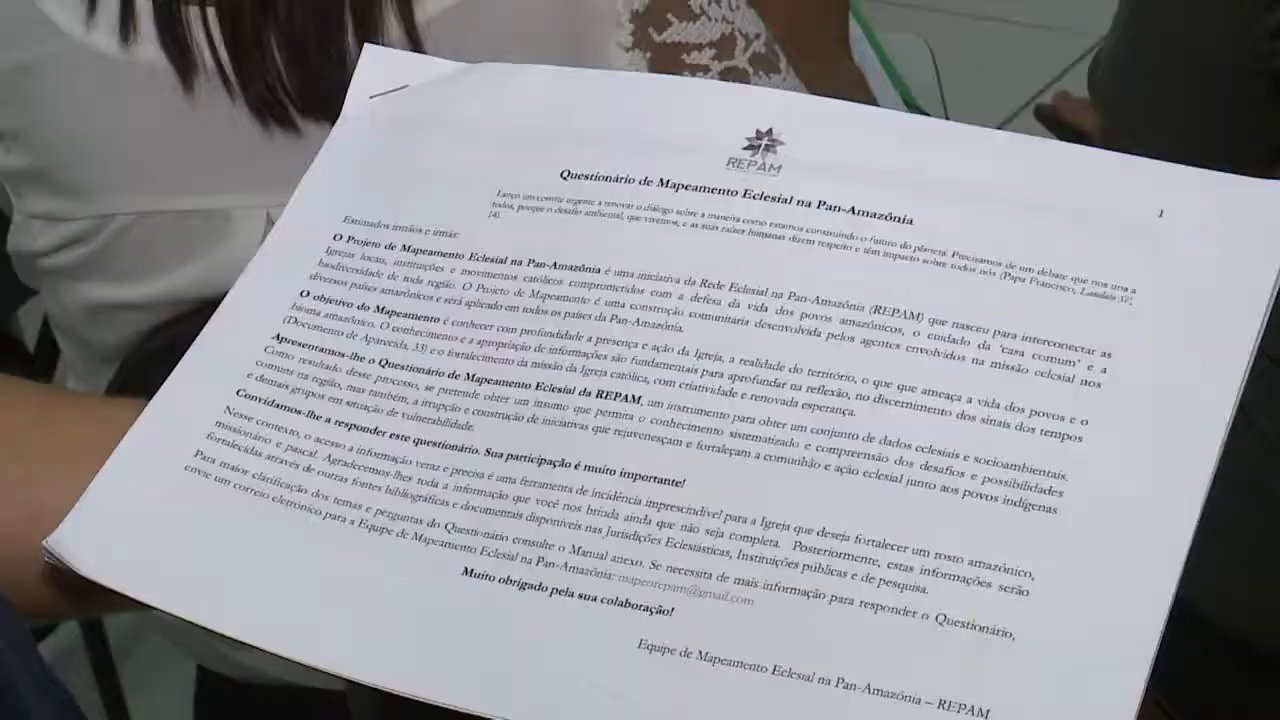 REPAM
Questionário de Mapeamento Eclesial na Pan-Amazônia
1
Lanço um convite urgente a renovar o diálogo sobre a maneira como estamos construindo o futuro do planeta. Precisamos de um debate que nos una a
todos, porque o desafio ambiental, que vivemos, e as suas raízes humanas dizem respeito e têm impacto sobre todos nós (Papa Francisco, Laudato Si',
14).
Estimados irmãos e irmãs:
O Projeto de Mapeamento Eclesial na Pan-Amazônia é uma iniciativa da Rede Eclesial na Pan-Amazônia (REPAM) que nasceu para interconectar as
Igrejas locais, instituições e movimentos católicos comprometidos com a defesa da vida dos povos amazônicos, o cuidado da 'casa comum' e a
biodiversidade de toda região. O Projeto de Mapeamento é uma construção comunitária desenvolvida pelos agentes envolvidos na missão eclesial nos
diversos países amazônicos e será aplicado em todos os países da Pan-Amazônia.
O objetivo do Mapeamento é conhecer com profundidade a presença e ação da Igreja, a realidade do território, o que que ameaça a vida dos povos e o
bioma amazônico. O conhecimento e a apropriação de informações são fundamentais para aprofundar na reflexão, no discernimento dos sinais dos tempos
(Documento de Aparecida, 33) e o fortalecimento da missão da Igreja católica, com criatividade e renovada esperança.
Apresentamos-lhe o Questionário de Mapeamento Eclesial da REPAM, um instrumento para obter um conjunto de dados eclesiais e socioambientais.
Como resultado desse processo, se pretende obter um insumo que permita o conhecimento sistematizado e compreensão dos desafios e possibilidades
comuns na região, mas também, a irrupção e construção de iniciativas que rejuvenesçam e fortaleçam a comunhão e ação eclesial junto aos povos indígenas
e demais grupos em situação de vulnerabilidade.
Convidamos-lhe a responder este questionário. Sua participação é muito importante!
Nesse contexto, o acesso a informação veraz e precisa é uma ferramenta de incidência imprescindível para a Igreja que deseja fortalecer um rosto amazônico,
missionário e pascal. Agradecemos-lhes toda a informação que você nos brinda ainda que não seja completa. Posteriormente, estas informações serão
fortalecidas através de outras fontes bibliográficas e documentais disponíveis nas Jurisdições Eclesiásticas, Instituições públicas e de pesquisa.
Para maior clarificação dos temas e perguntas do Questionário consulte o Manual anexo. Se necessita de mais informação para responder o Questionário,
envie um correio eletrônico para a Equipe de Mapeamento Eclesial na Pan-Amazônia: mapeorepam@gmail.com
Muito obrigado pela sua colaboração!
Equipe de Mapeamento Eclesial na Pan-Amazônia – REPAM